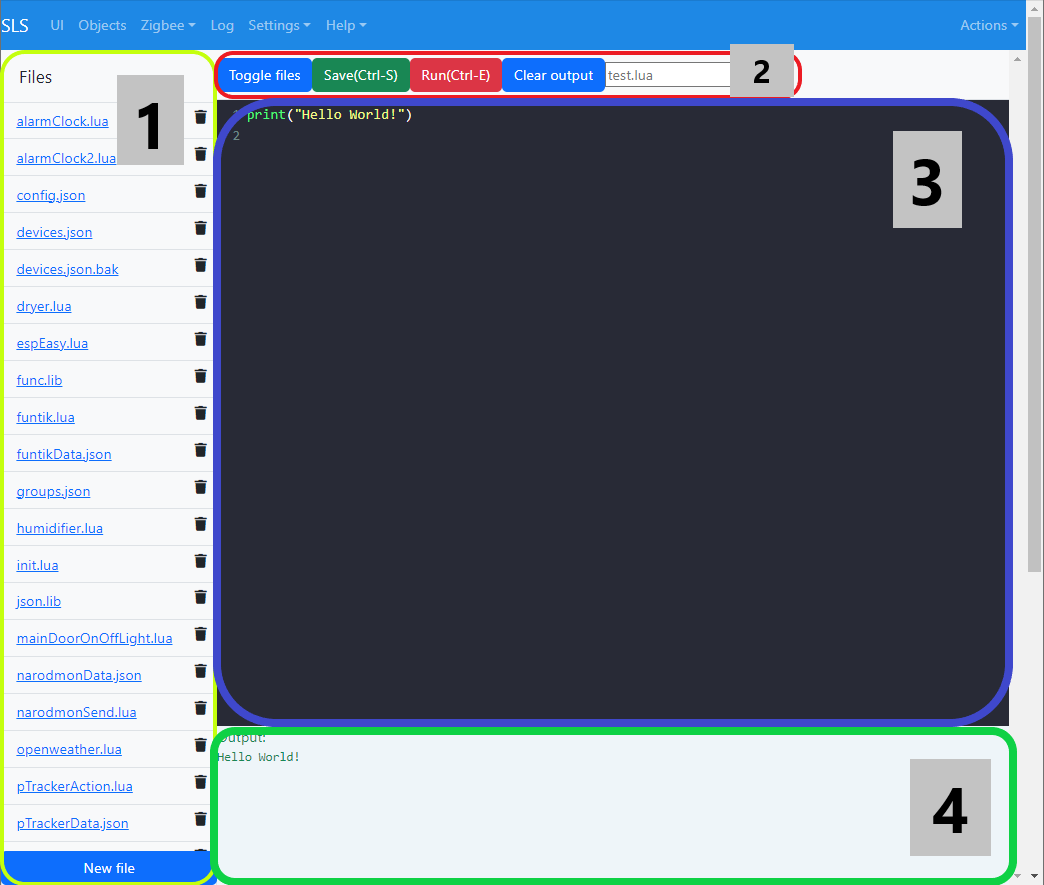 SLS UI Objects Zigbee Log Settings Help Actions
Files
1
alarmClock.lua
alarmClock2.lua
config.json
devices.json
devices.json.bak
dryer.lua
espEasy.lua
func.lib
funtik.lua
funtikData.json
groups.json
humidifier.lua
init.lua
json.lib
mainDoorOnOffLight.lua
narodmonData.json
narodmonSend.lua
openweather.lua
pTrackerAction.lua
pTrackerData.json
New file
Toggle files Save(Ctrl-S) Run(Ctrl-E) Clear output test.lua 2
1 print("Hello World!")
2
3
Output:
Hello World!
4